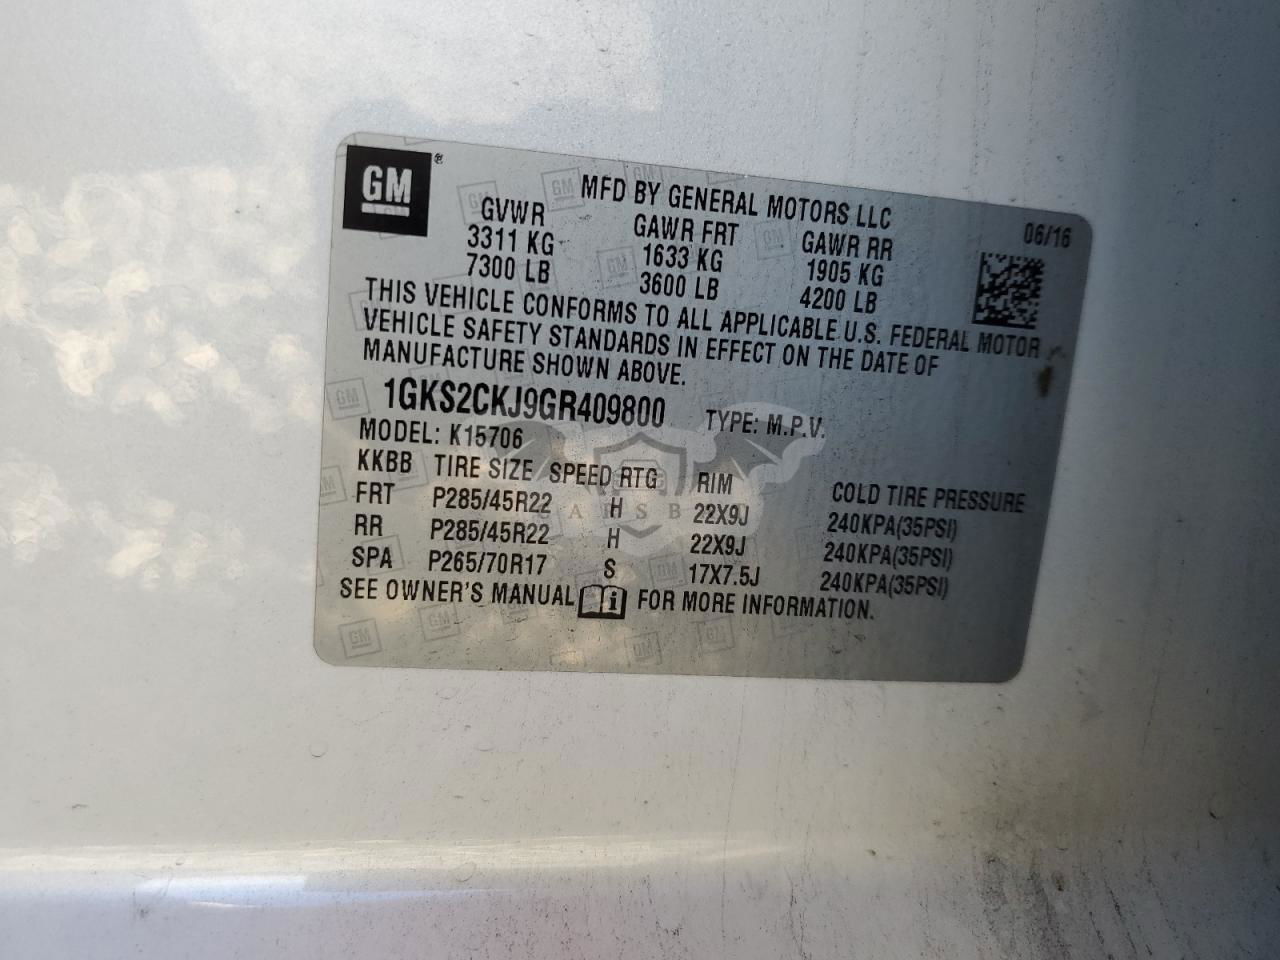 GM ®
MFD BY GENERAL MOTORS LLC
06/16
GVWR GAWR FRT GAWR RR
3311 KG 1633 KG 1905 KG
7300 LB 3600 LB 4200 LB
THIS VEHICLE CONFORMS TO ALL APPLICABLE U.S. FEDERAL MOTOR
VEHICLE SAFETY STANDARDS IN EFFECT ON THE DATE OF
MANUFACTURE SHOWN ABOVE.
1GKS2CKJ9GR409800 TYPE: M.P.V.
MODEL: K15706
KKBB TIRE SIZE SPEED RTG RIM COLD TIRE PRESSURE
FRT P285/45R22 H 22X9J 240KPA(35PSI)
RR P285/45R22 H 22X9J 240KPA(35PSI)
SPA P265/70R17 S 17X7.5J 240KPA(35PSI)
SEE OWNER'S MANUAL i FOR MORE INFORMATION.